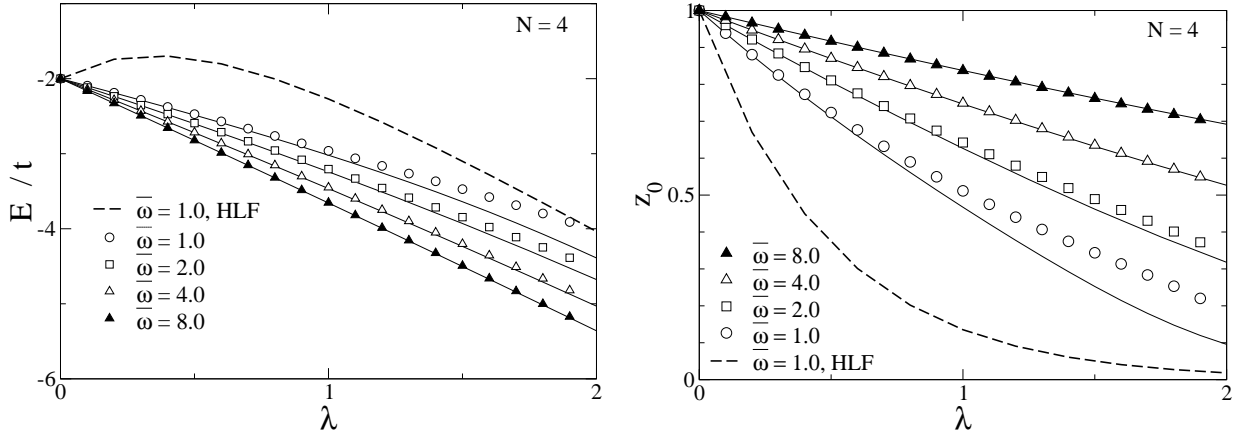 N = 4
-1
-2
-4
-6
E / t
ω̅ = 1.0, HLF
ω̅ = 1.0
ω̅ = 2.0
ω̅ = 4.0
ω̅ = 8.0
0
1
2
λ
N = 4
1
0.5
0
z₀
ω̅ = 8.0
ω̅ = 4.0
ω̅ = 2.0
ω̅ = 1.0
ω̅ = 1.0, HLF
0
1
2
λ